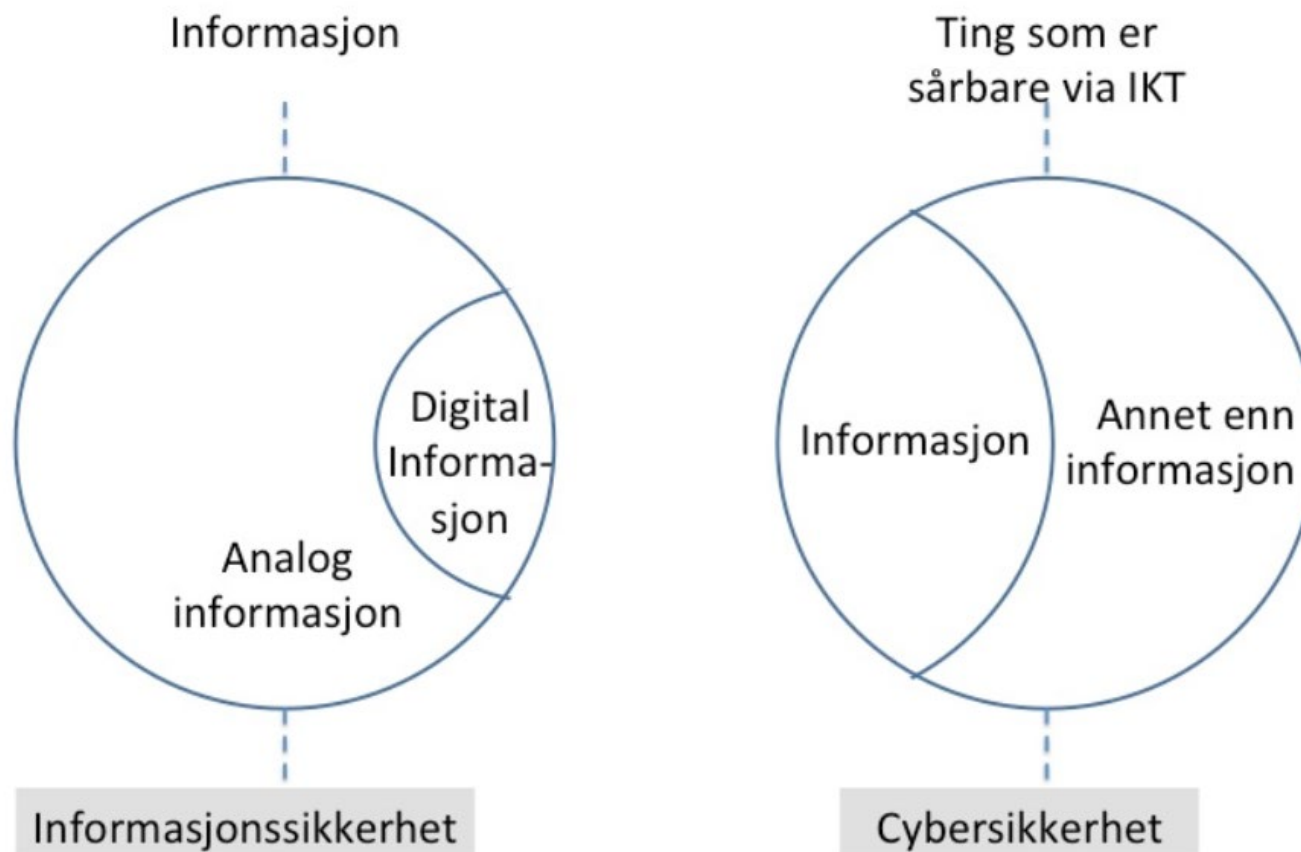 Informasjon
Digital
Informa-
sjon
Analog
informasjon
Informasjonssikkerhet
Ting som er
sårbare via IKT
Informasjon
Annet enn
informasjon
Cybersikkerhet